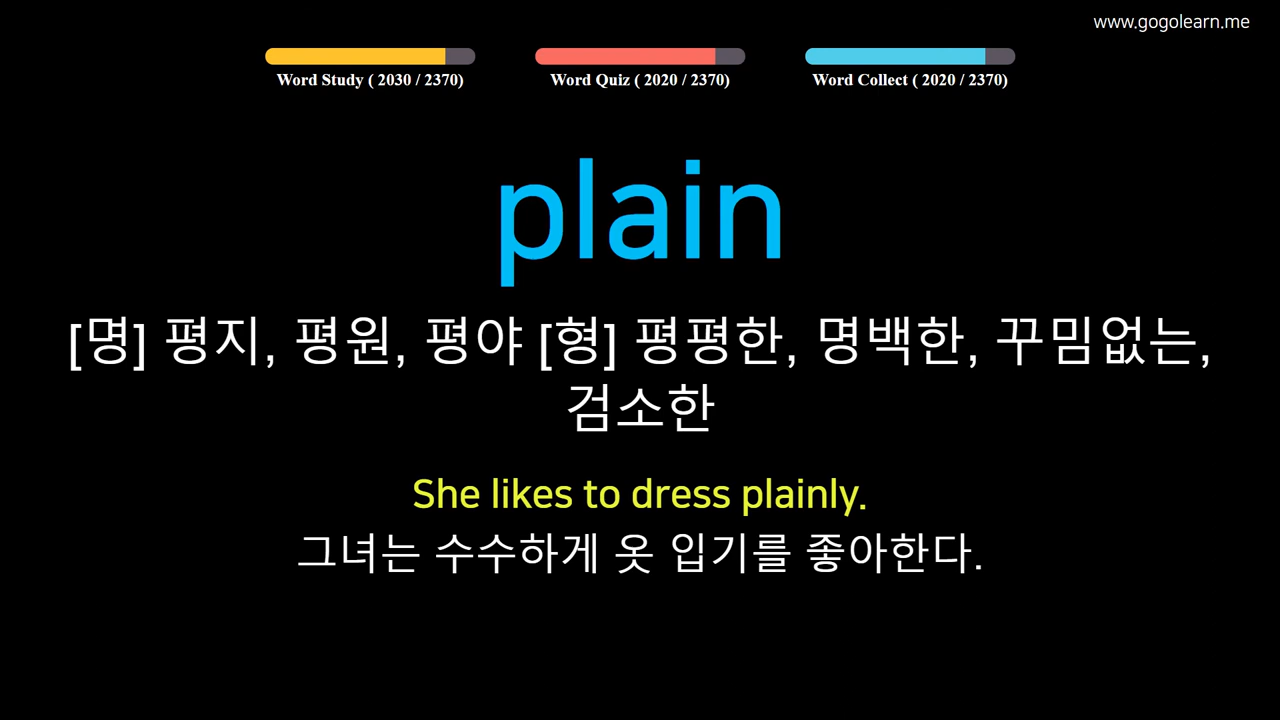 www.gogolearn.me
Word Study ( 2030 / 2370)
Word Quiz ( 2020 / 2370)
Word Collect ( 2020 / 2370)
plain
[명] 평지, 평원, 평야 [형] 평평한, 명백한, 꾸밈없는,
검소한
She likes to dress plainly.
그녀는 수수하게 옷 입기를 좋아한다.